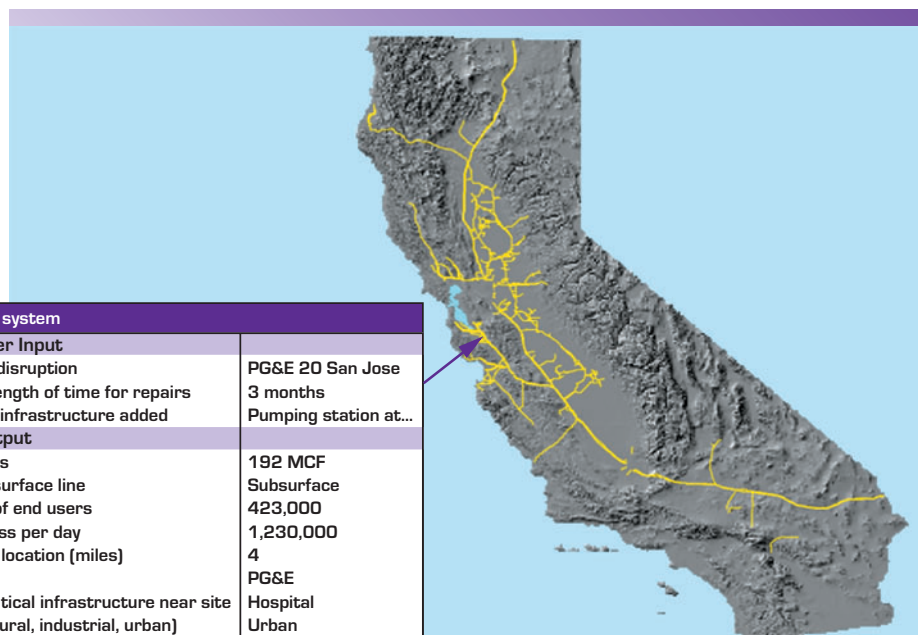 system
er Input
disruption PG&E 20 San Jose
ength of time for repairs 3 months
infrastructure added Pumping station at...
tput
s 192 MCF
surface line Subsurface
of end users 423,000
ss per day 1,230,000
location (miles) 4
PG&E
tical infrastructure near site Hospital
ural, industrial, urban) Urban